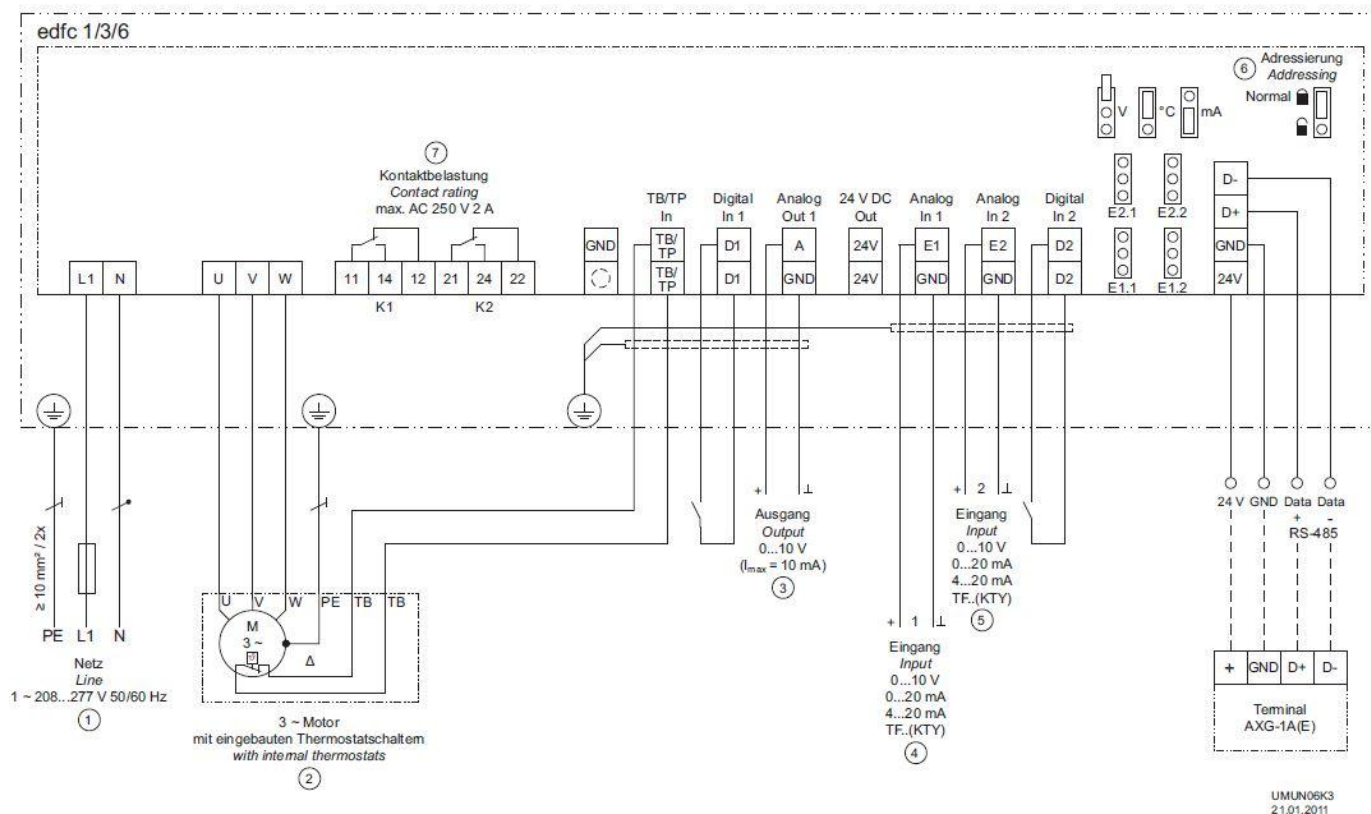 edfc 1/3/6
6
Adressierung
Addressing
Normal
V
°C
mA
7
Kontaktbelastung
Contact rating
max. AC 250 V 2 A
TB/TP
In
Digital
In 1
Analog
Out 1
24 V DC
Out
Analog
In 1
Analog
In 2
Digital
In 2
E2.1 E2.2
E1.1 E1.2
D-
D+
GND
24V
L1 N
U V W
11 14 12 21 24 22
K1 K2
GND
TB/
TP
TB/
TP
D1
D1
A
GND
24V
24V
E1
GND
E2
GND
D2
D2
≥ 10 mm² / 2x
PE L1 N
Netz
Line
1 ~ 208...277 V 50/60 Hz
1
U V W PE TB TB
M
3 ~
Δ
3 ~ Motor
mit eingebauten Thermostatschaltern
with internal thermostats
2
+ ⊥
Ausgang
Output
0...10 V
(Imax = 10 mA)
3
+ 1 ⊥
Eingang
Input
0...10 V
0...20 mA
4...20 mA
TF..(KTY)
4
+ 2 ⊥
Eingang
Input
0...10 V
0...20 mA
4...20 mA
TF..(KTY)
5
24 V GND Data Data
+ -
RS-485
+ GND D+ D-
Terminal
AXG-1A(E)
UMUN06K3
21.01.2011